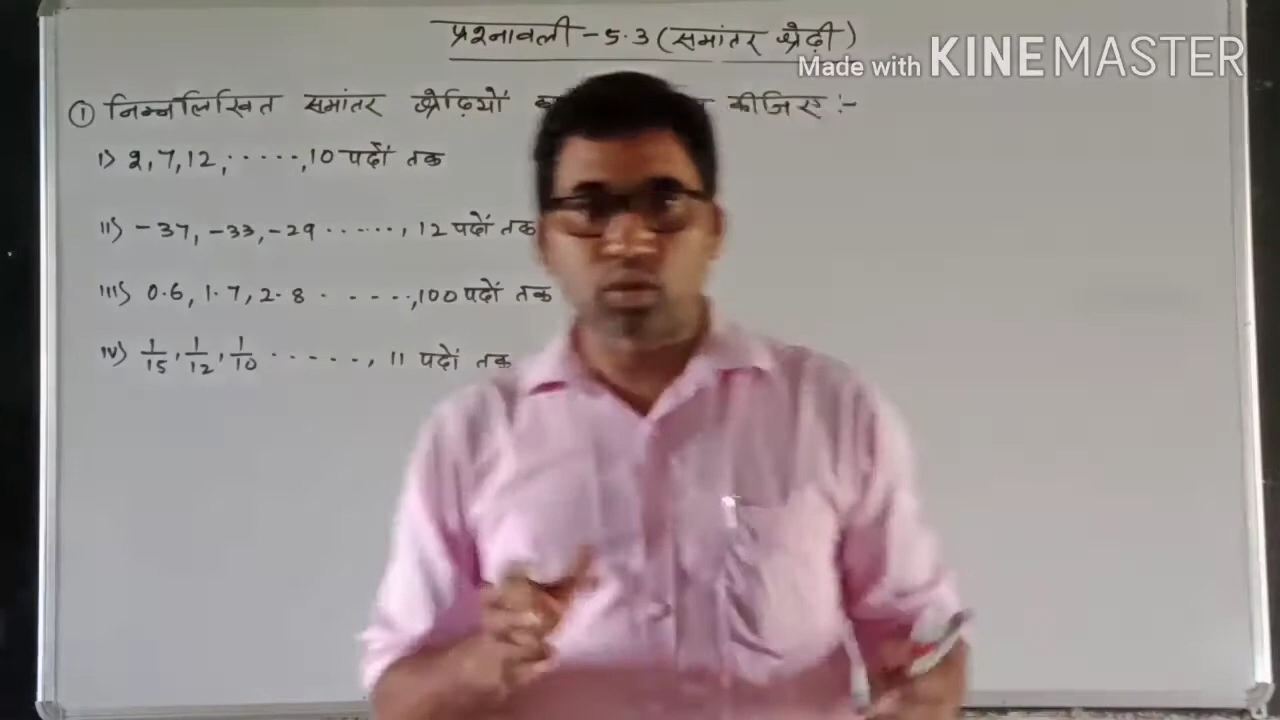 प्रश्नावली - 5.3 (समांतर श्रेढ़ी)
Made with KINEMASTER
① निम्नलिखित समांतर श्रेढ़ियों कीजिए :-
I) 2, 7, 12, ....., 10 पदों तक
II) -37, -33, -29 ......, 12 पदों तक
III) 0.6, 1.7, 2.8 ....., 100 पदों तक
IV) 1/15, 1/12, 1/10 ....., 11 पदों तक